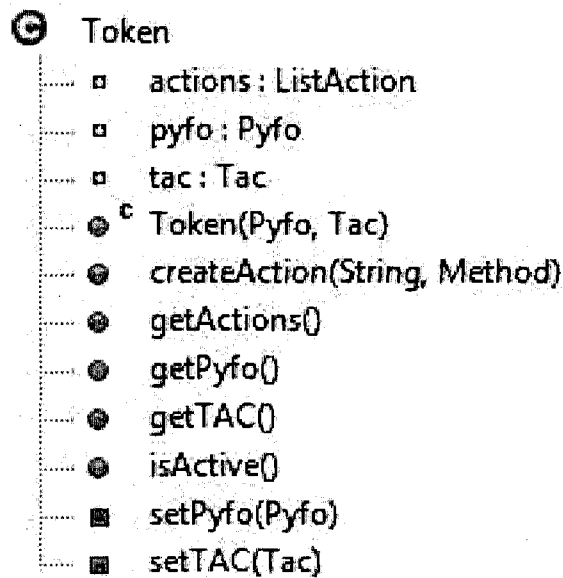 Token
actions : ListAction
pyfo : Pyfo
tac : Tac
c Token(Pyfo, Tac)
createAction(String, Method)
getActions()
getPyfo()
getTAC()
isActive()
setPyfo(Pyfo)
setTAC(Tac)